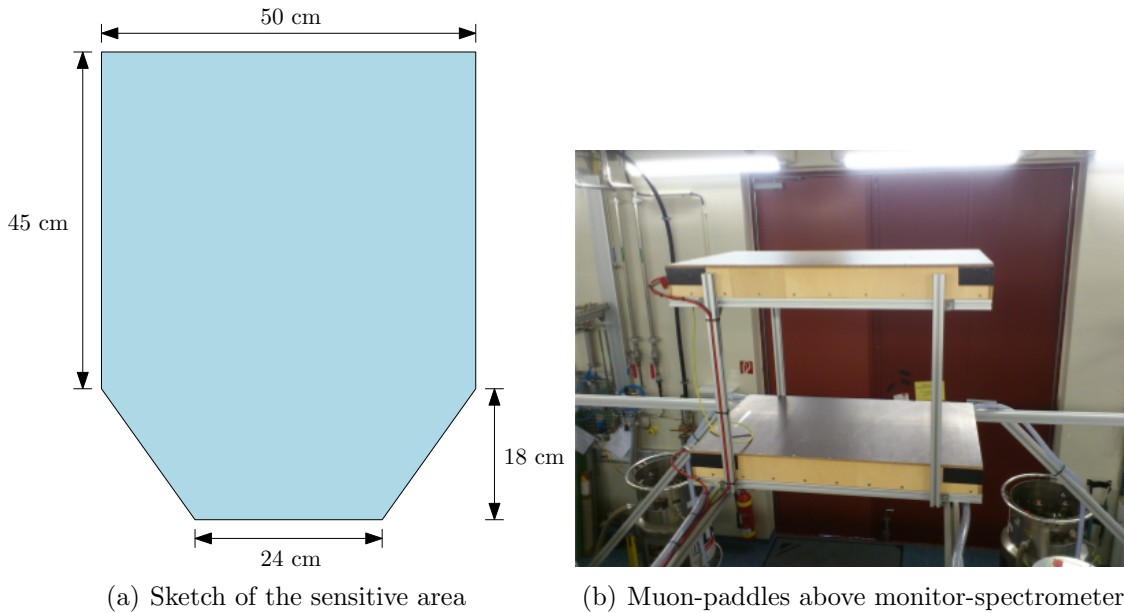 50 cm
45 cm
18 cm
24 cm
(a) Sketch of the sensitive area
(b) Muon-paddles above monitor-spectrometer